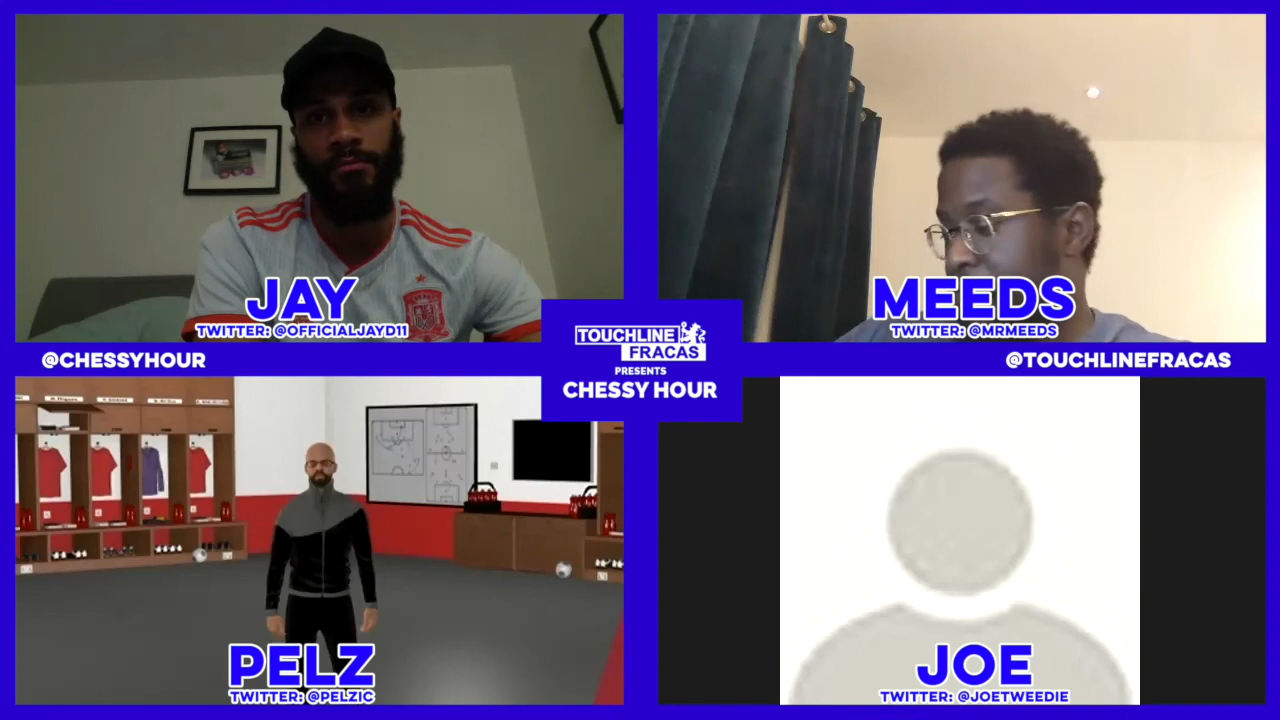 JAY
TWITTER: @OFFICIALJAYD11
MEEDS
TWITTER: @MRMEEDS
@CHESSYHOUR
TOUCHLINE
FRACAS
PRESENTS
CHESSY HOUR
@TOUCHLINEFRACAS
PELZ
TWITTER: @PELZIC
JOE
TWITTER: @JOETWEEDIE